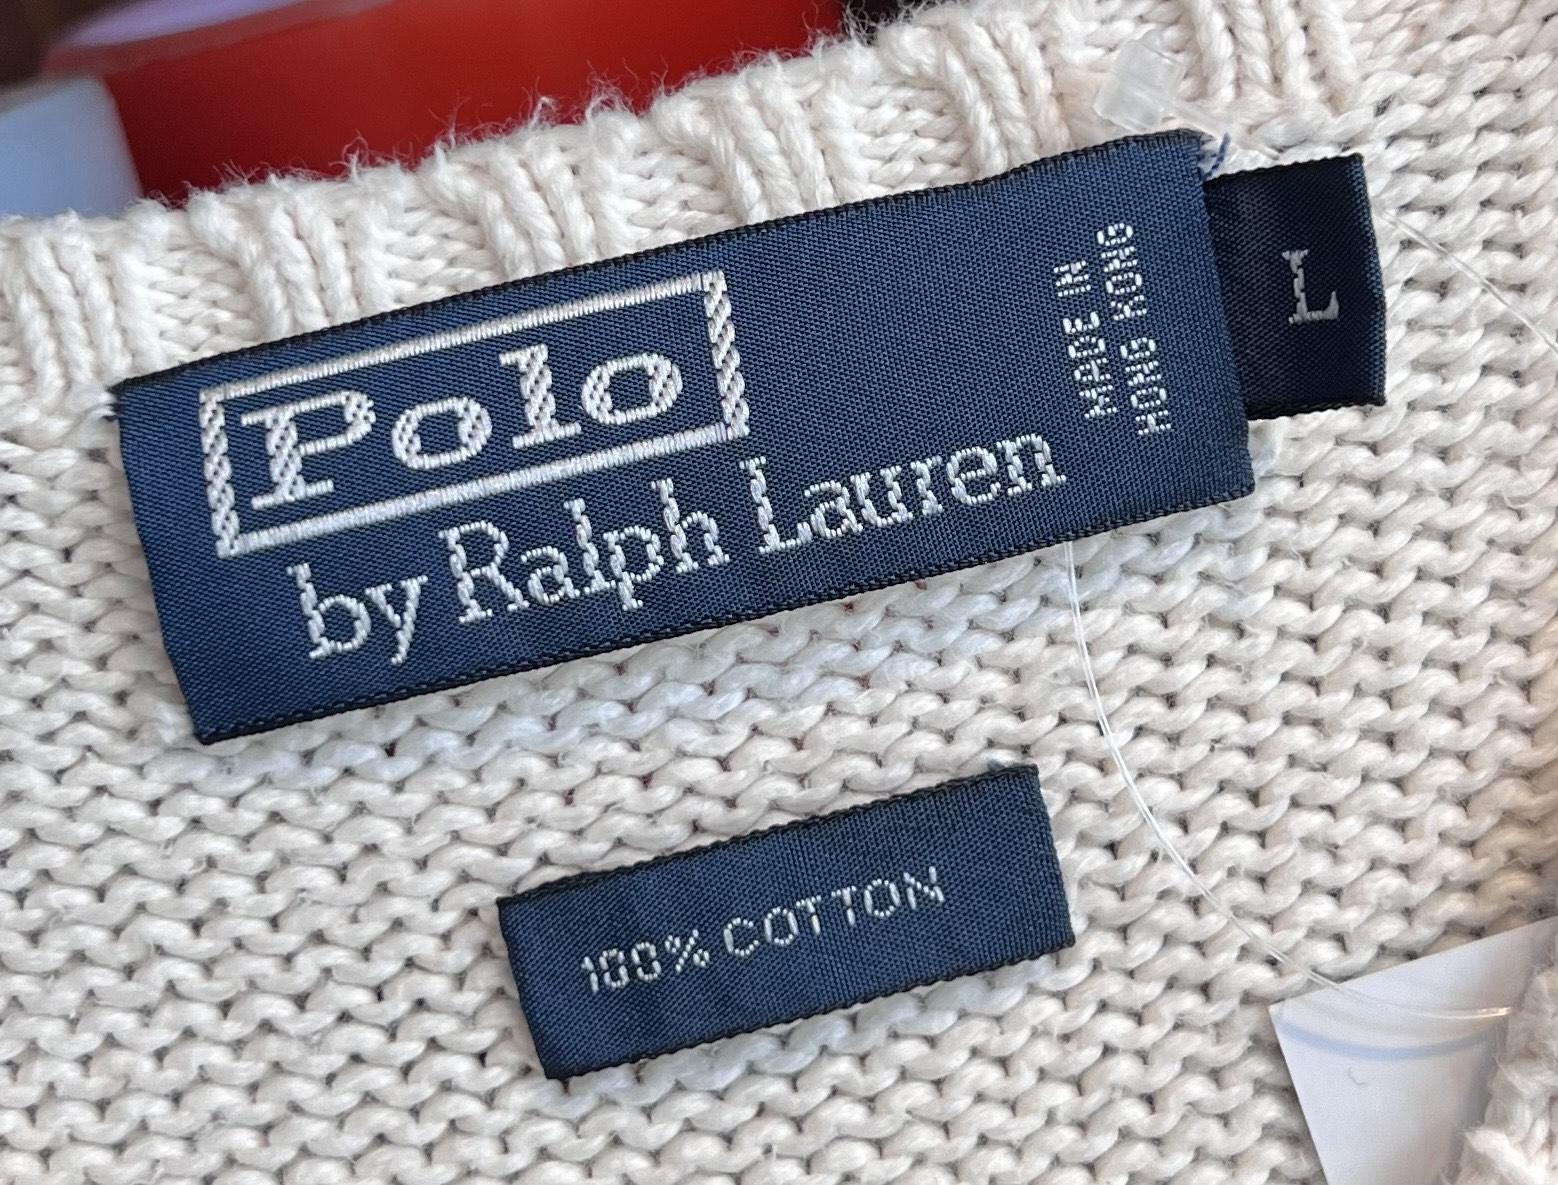 Polo
by Ralph Lauren
MADE IN
HONG KONG
L
100% COTTON